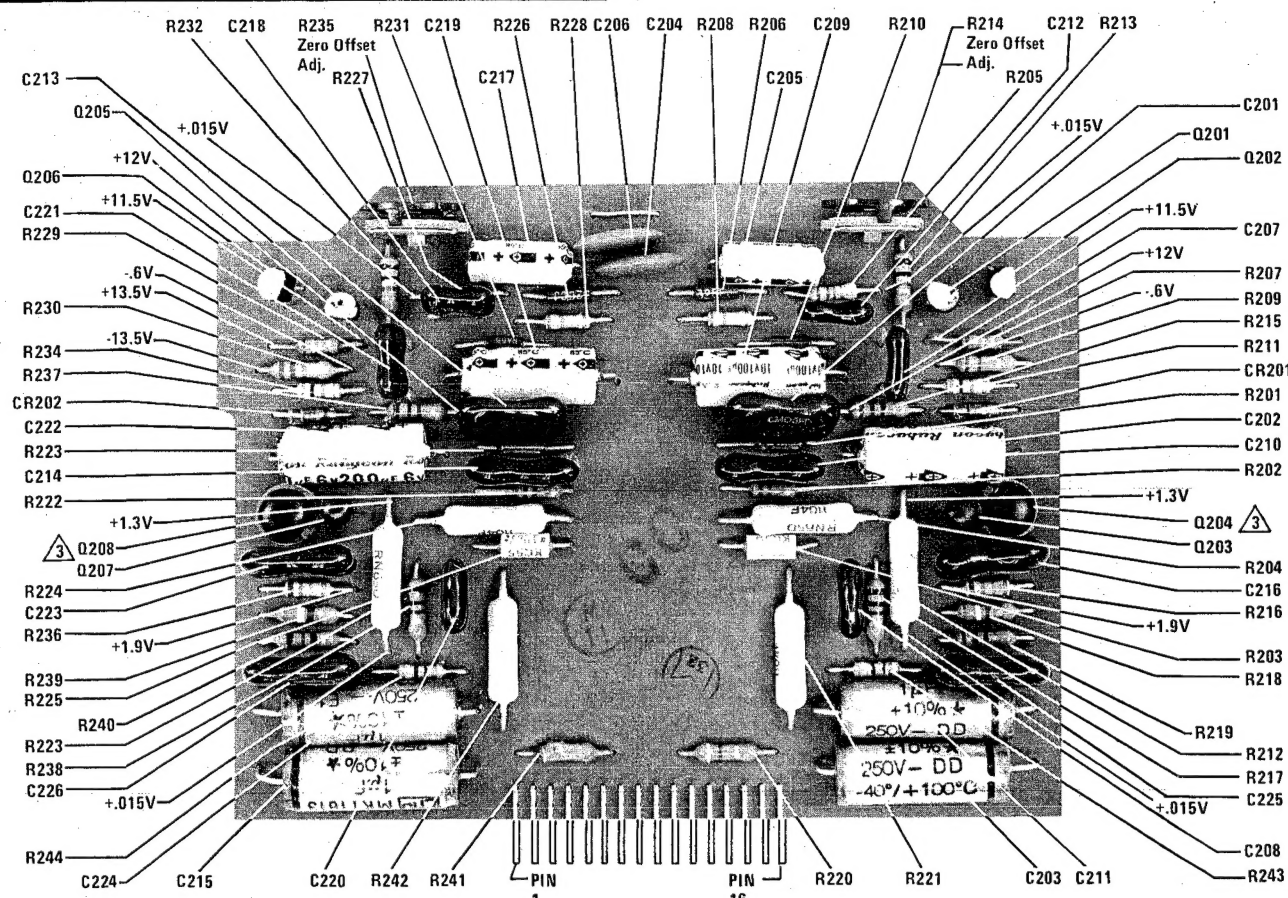 R232 C218 R235 R231 C219 R226 R228 C206 C204 R208 R206 C209 R210 R214 C212 R213
Zero Offset
Adj.
Zero Offset
Adj.
R227
C217
C205
R205
C213
Q205
+.015V
+12V
Q206
+11.5V
C221
R229
-.6V
+13.5V
R230
-13.5V
R234
R237
CR202
C222
R223
C214
R222
+1.3V
3
Q208
Q207
R224
C223
R236
+1.9V
R239
R225
R240
R223
R238
C226
+.015V
R244
C224
C215
C220
R242
R241
PIN
PIN
R220
R221
C203
C211
C201
+.015V
Q201
Q202
+11.5V
C207
+12V
R207
-.6V
R209
R215
R211
CR201
R201
C202
C210
R202
+1.3V
Q204
3
Q203
R204
C216
R216
+1.9V
R203
R218
R219
R212
R217
C225
+.015V
C208
R243
RN65D
1µF
±10%
250V-
±10%
1µF
1µF
+10%
250V- DD
±10%
250V- DD
-40°/+100°C